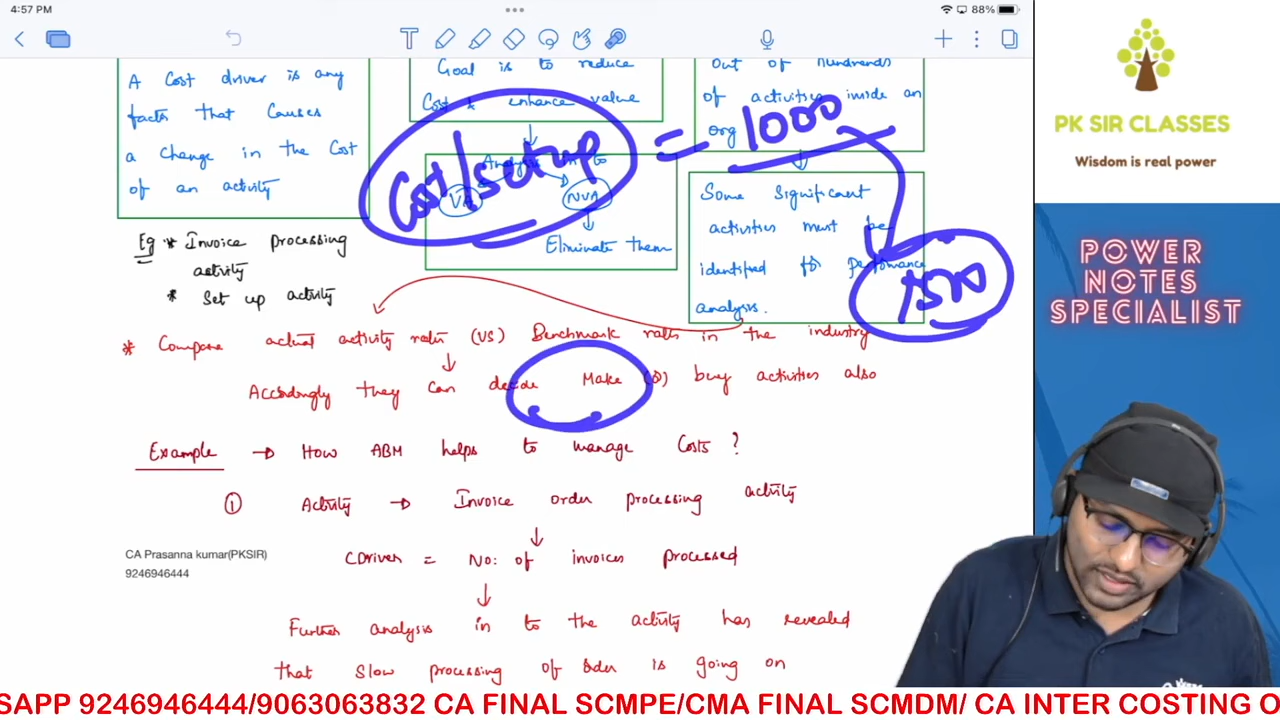 4:57 PM
88%
A Cost driver is any
factor that Causes
a change in the Cost
of an activity
Goal is to reduce
Cost & enhance value
Analysis in to
VA
NVA
Eliminate them
Out of hundreds
of activities inside an
org
Some significant
activities must be
identified for performance
analysis.
Cost/setup = 1000
1500
Eg * Invoice processing
activity
* Set up activity
* Compare actual activity rates (VS) Benchmark rates in the industry
Accordingly they can decide Make (or) buy activities also
Example → How ABM helps to manage Costs ?
① Activity → Invoice order processing activity
CDriver = No: of invoices processed
Further analysis in to the activity has revealed
that slow processing of order is going on
CA Prasanna kumar(PKSIR)
9246946444
PK SIR CLASSES
Wisdom is real power
POWER
NOTES
SPECIALIST
SAPP 9246946444/9063063832 CA FINAL SCMPE/CMA FINAL SCMDM/ CA INTER COSTING O